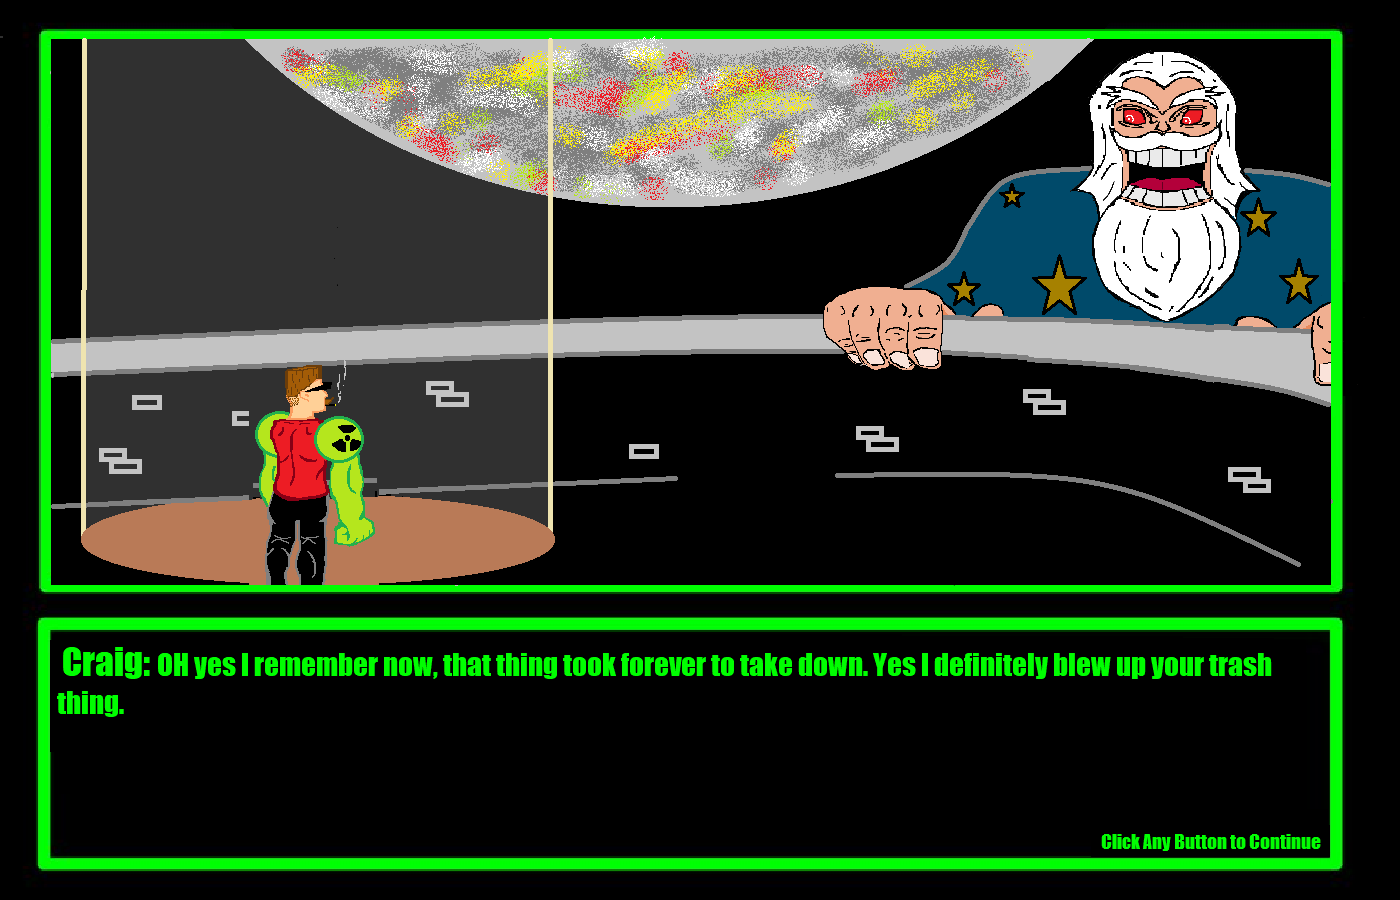 Craig: OH yes I remember now, that thing took forever to take down. Yes I definitely blew up your trash
thing.
Click Any Button to Continue